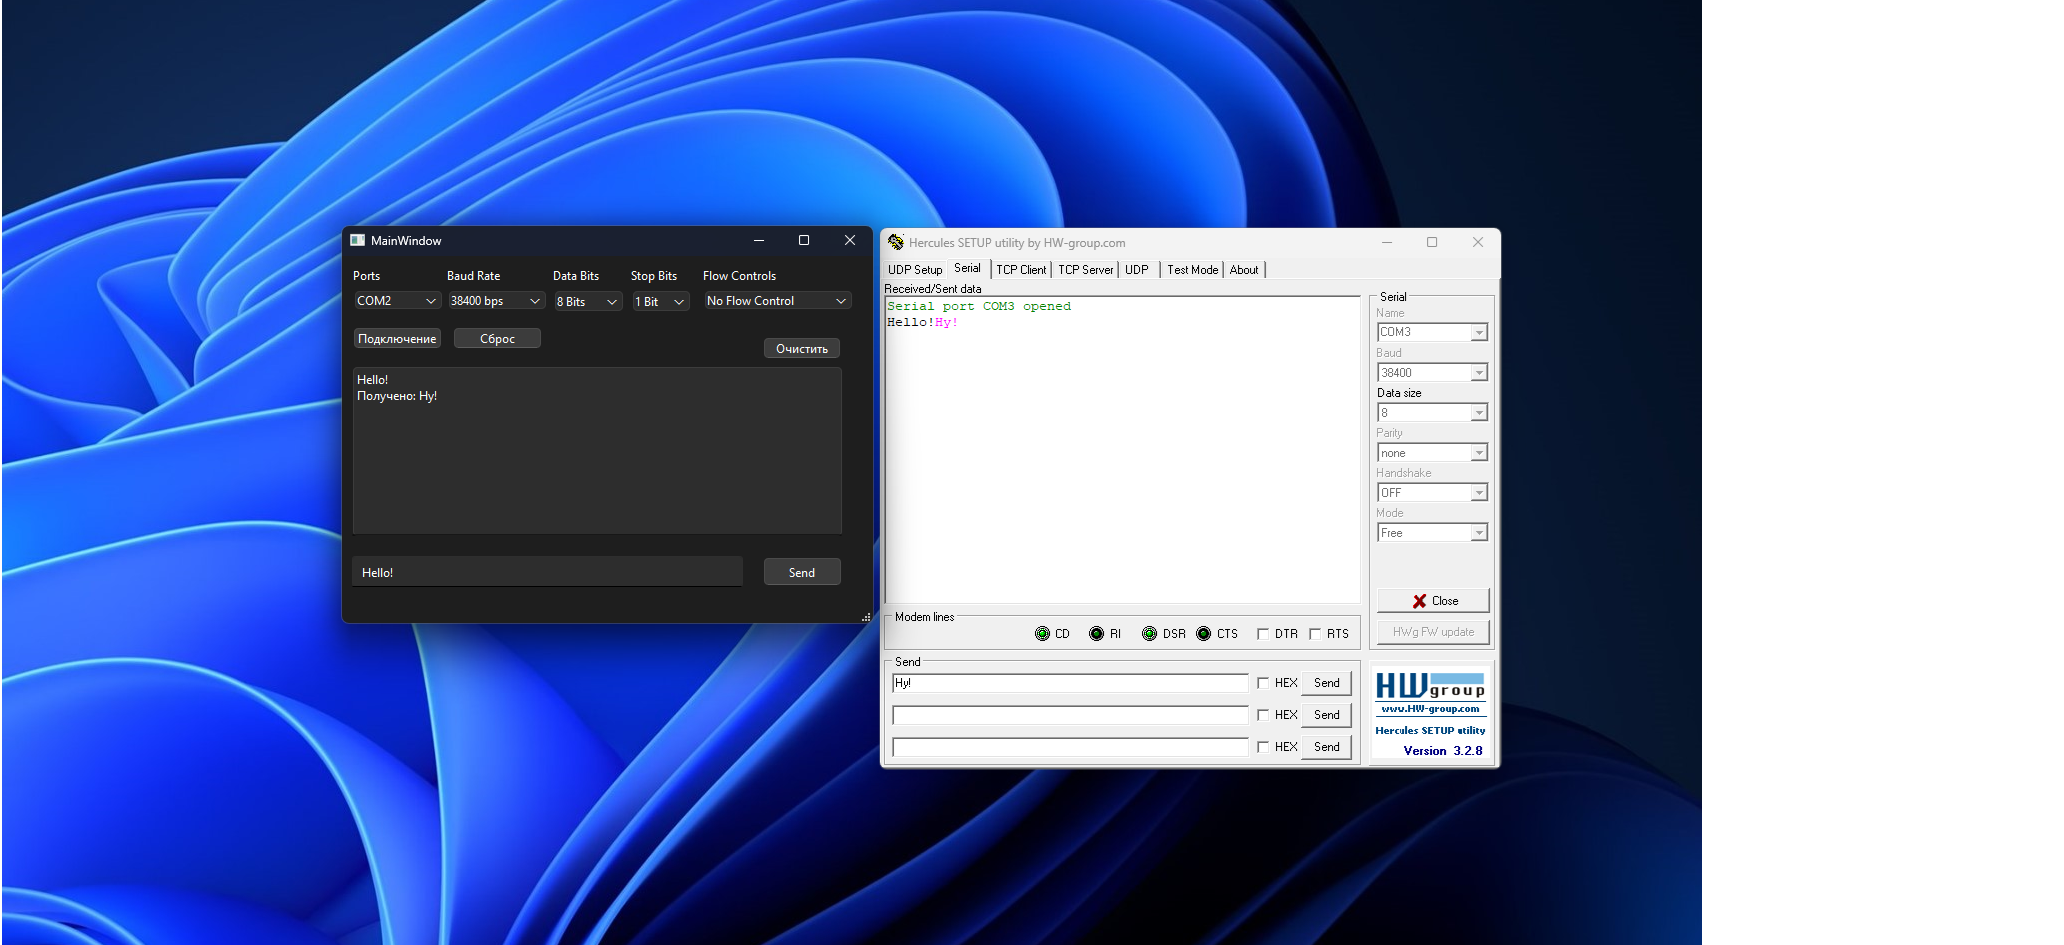 MainWindow
Ports Baud Rate Data Bits Stop Bits Flow Controls
COM2 38400 bps 8 Bits 1 Bit No Flow Control
Подключение Сброс
Очистить
Hello!
Получено: Hy!
Hello! Send
Hercules SETUP utility by HW-group.com
UDP Setup Serial TCP Client TCP Server UDP Test Mode About
Received/Sent data
Serial port COM3 opened
Hello!Hy!
Serial
Name
COM3
Baud
38400
Data size
8
Parity
none
Handshake
OFF
Mode
Free
Close
HWg FW update
Modem lines
CD RI DSR CTS DTR RTS
Send
Hy! HEX Send
HEX Send
HEX Send
HW group
www.HW-group.com
Hercules SETUP utility
Version 3.2.8